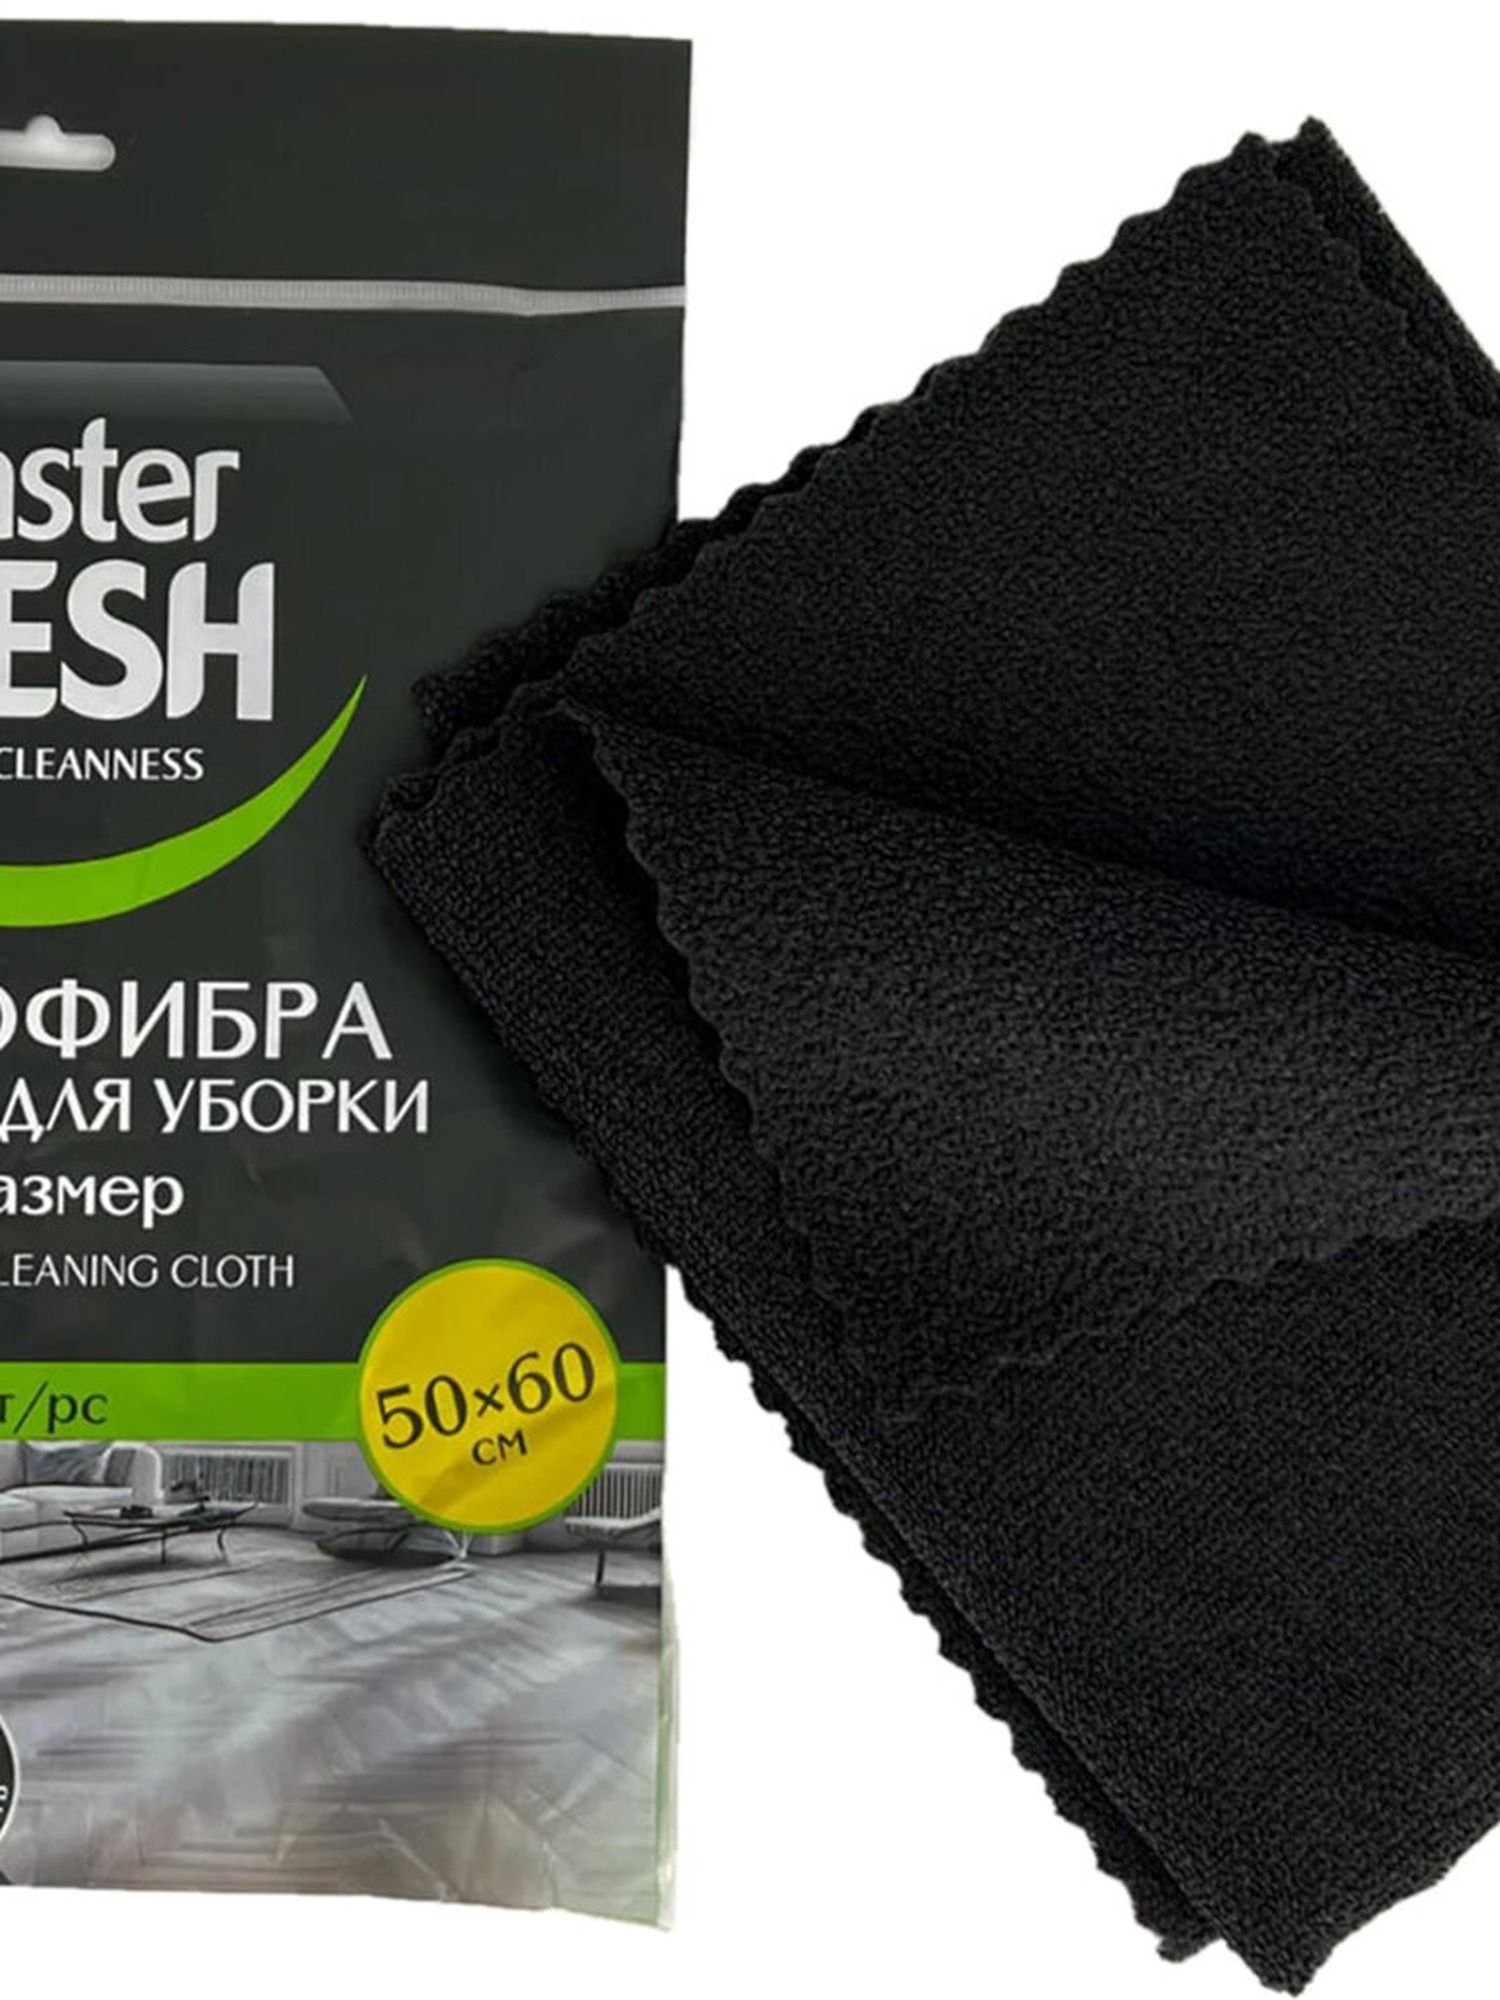 aster
ESH
CLEANNESS
ОФИБРА
ДЛЯ УБОРКИ
азмер
LEANING CLOTH
т/pc
50×60
см